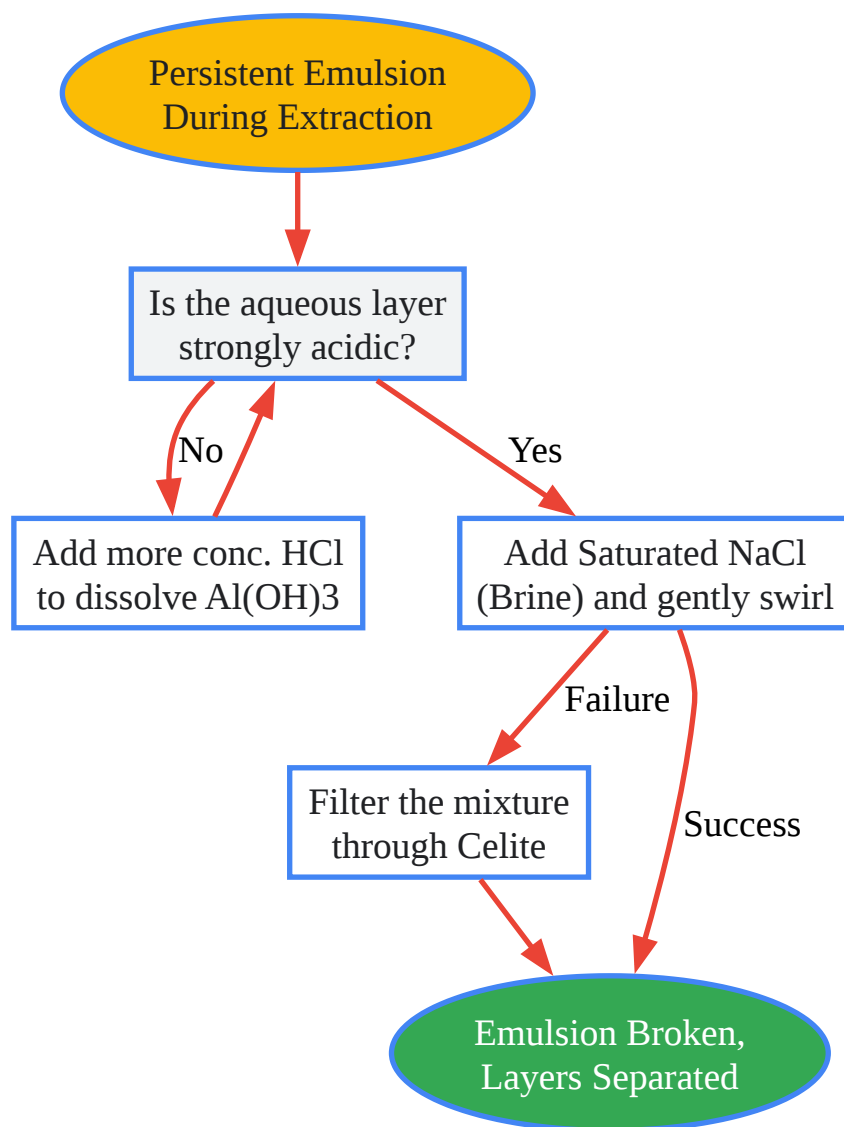 Persistent Emulsion
During Extraction
Is the aqueous layer
strongly acidic?
No
Yes
Add more conc. HCl
to dissolve Al(OH)3
Add Saturated NaCl
(Brine) and gently swirl
Failure
Filter the mixture
through Celite
Success
Emulsion Broken,
Layers Separated